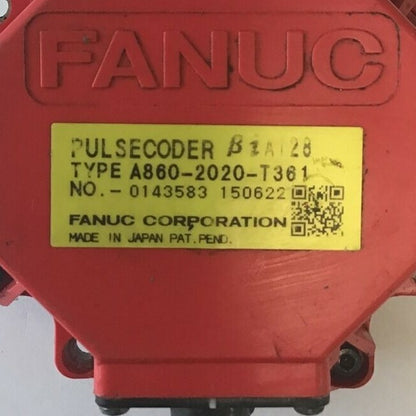 FANUC
PULSECODER βiA128
TYPE A860-2020-T361
NO.- 0143583 150622
FANUC CORPORATION
MADE IN JAPAN PAT.PEND.